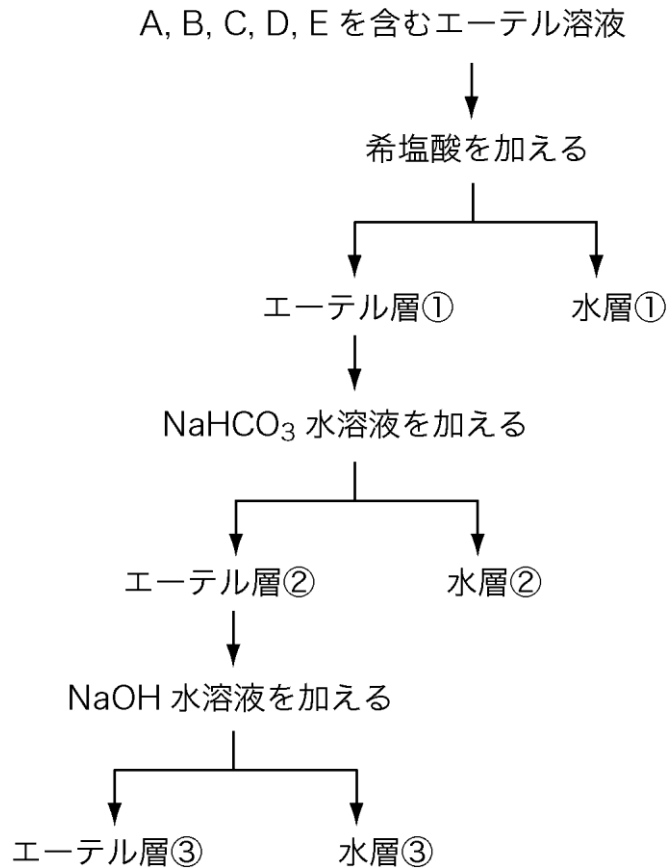 A, B, C, D, E を含むエーテル溶液
希塩酸を加える
エーテル層①
水層①
NaHCO₃ 水溶液を加える
エーテル層②
水層②
NaOH 水溶液を加える
エーテル層③
水層③